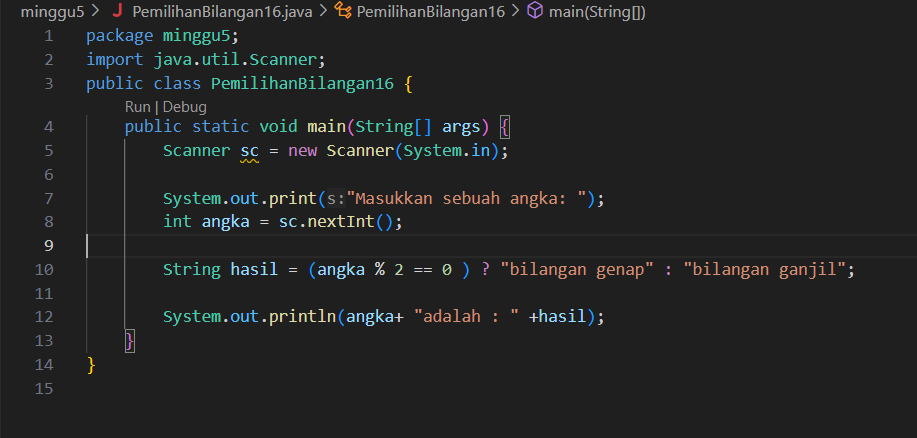 minggu5 > PemilihanBilangan16.java > PemilihanBilangan16 > main(String[])
1 package minggu5;
2 import java.util.Scanner;
3 public class PemilihanBilangan16 {
Run | Debug
4 public static void main(String[] args) {
5 Scanner sc = new Scanner(System.in);
6
7 System.out.print(s:"Masukkan sebuah angka: ");
8 int angka = sc.nextInt();
9
10 String hasil = (angka % 2 == 0 ) ? "bilangan genap" : "bilangan ganjil";
11
12 System.out.println(angka+ "adalah : " +hasil);
13 }
14 }
15